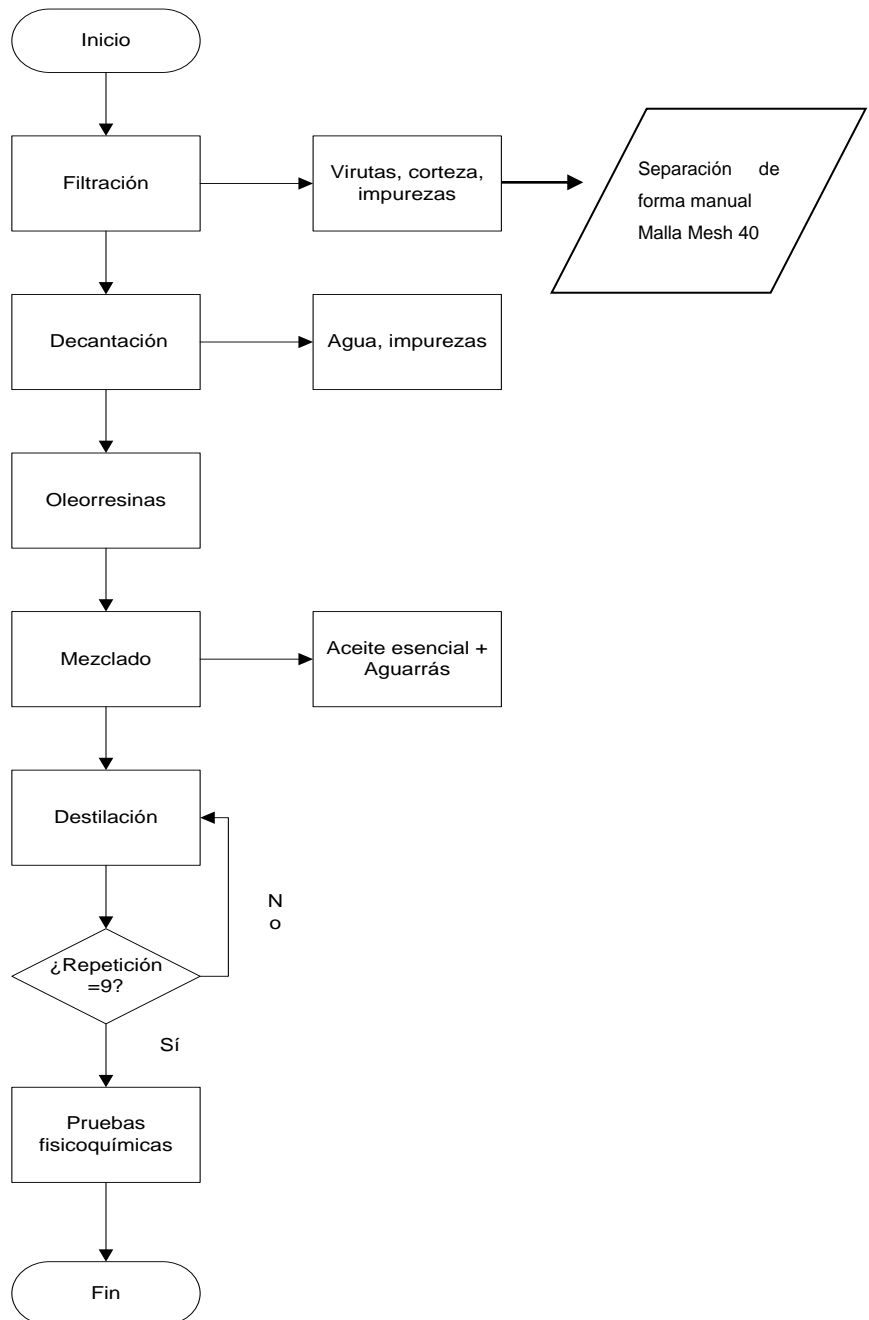 Inicio
Filtración
Virutas, corteza,
impurezas
Separación de
forma manual
Malla Mesh 40
Decantación
Agua, impurezas
Oleorresinas
Mezclado
Aceite esencial +
Aguarrás
Destilación
N
o
¿Repetición
=9?
Sí
Pruebas
fisicoquímicas
Fin